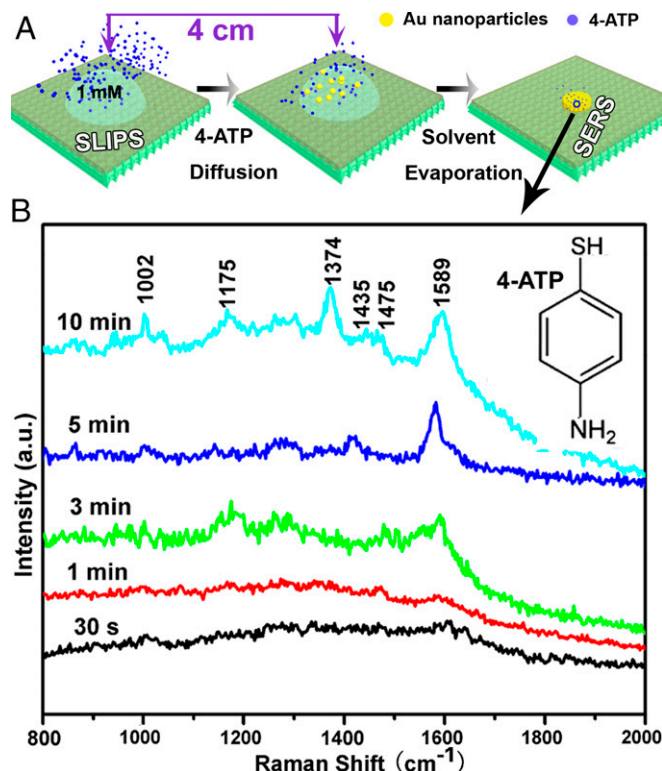 A
4 cm
Au nanoparticles
4-ATP
1 mM
SLIPS
4-ATP
Diffusion
Solvent
Evaporation
SERS
B
1002
1175
1374
1435
1475
1589
4-ATP
SH
NH₂
10 min
5 min
3 min
1 min
30 s
Intensity (a.u.)
800 1000 1200 1400 1600 1800 2000
Raman Shift (cm⁻¹)